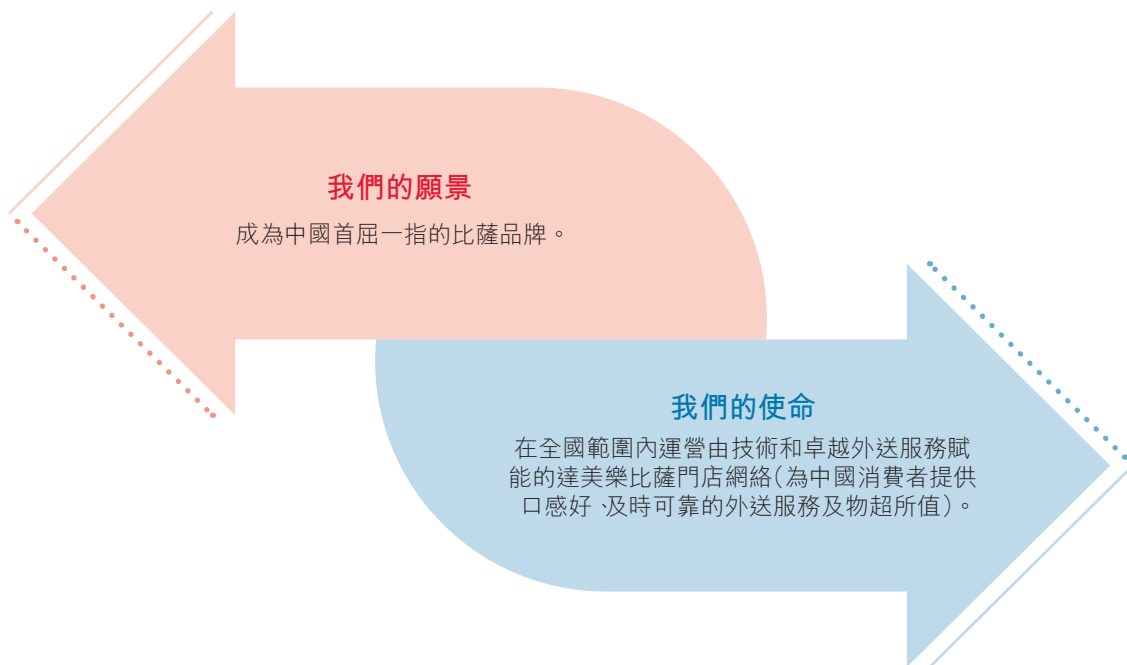 我們的願景
成為中國首屈一指的比薩品牌。
我們的使命
在全國範圍內運營由技術和卓越外送服務賦
能的達美樂比薩門店網絡(為中國消費者提供
口感好、及時可靠的外送服務及物超所值)。